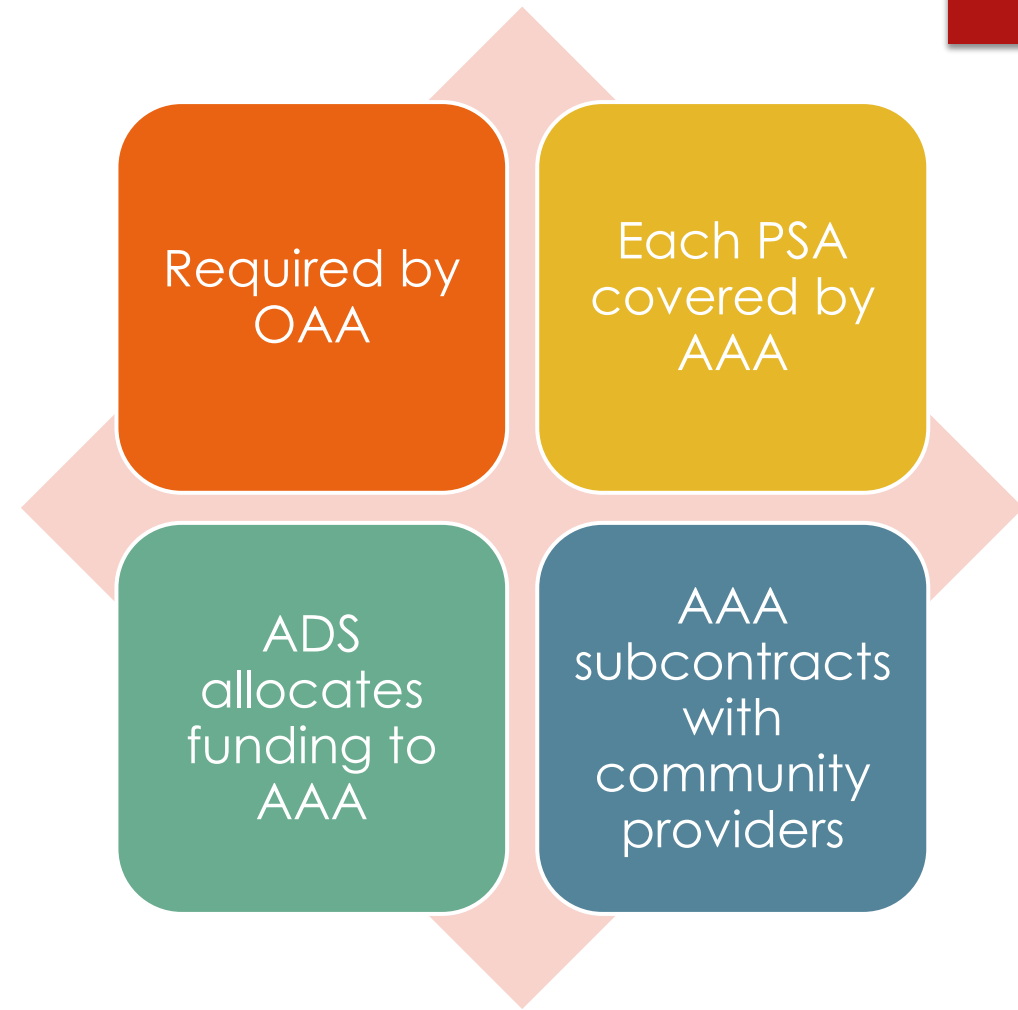 Required by
OAA
Each PSA
covered by
AAA
ADS
allocates
funding to
AAA
AAA
subcontracts
with
community
providers